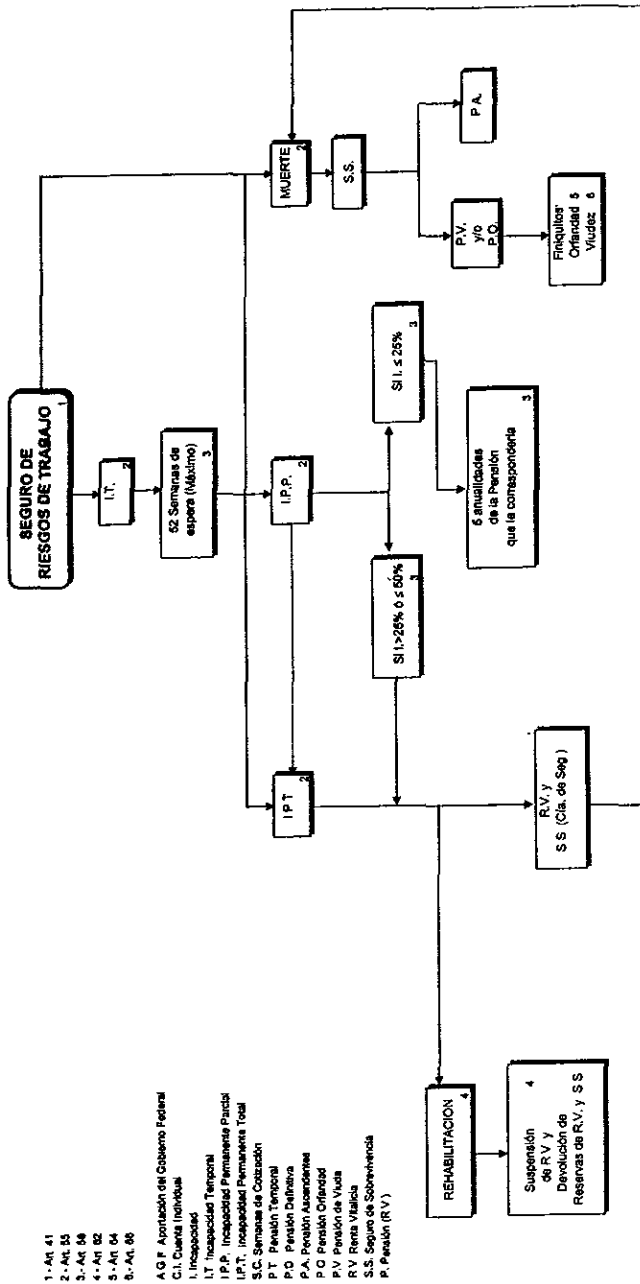 SEGURO DE
RIESGOS DE TRABAJO 1
I.T. 2
52 Semanas de
espera (Máximo)
3
I P T 2
I.P.P. 2
MUERTE 2
S.S.
SI I.>25% ó ≤ 50%
3
SI I. ≤ 25%
3
P.V.
y/o
P.O.
P A.
5 anualidades
de la Pensión
que le correspondería
3
Finiquitos
Orfandad 5
Viudez 6
REHABILITACION
4
R.V. y
S S (Cía. de Seg )
Suspensión 4
de R V y
Devolución de
Reservas de R.V. y S S
1 - Art. 41
2 - Art. 55
3.- Art 58
4 - Art 62
5 - Art 64
6.- Art. 66
A G F Aportación del Gobierno Federal
C.I. Cuenta Individual
I. Incapacidad
I.T Incapacidad Temporal
I P.P. Incapacidad Permanente Parcial
I.P.T. Incapacidad Permanente Total
S.C. Semanas de Cotización
P T Pensión Temporal
P.D Pensión Definitiva
P.A. Pensión Ascendentes
P O Pensión Orfandad
P.V Pensión de Viuda
R V Renta Vitalicia
S.S. Seguro de Sobrevivencia
P. Pensión (R V )